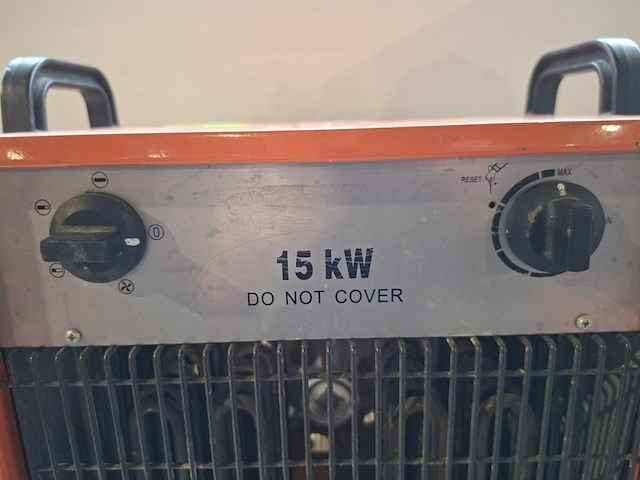 RESET
MAX
15 kW
DO NOT COVER